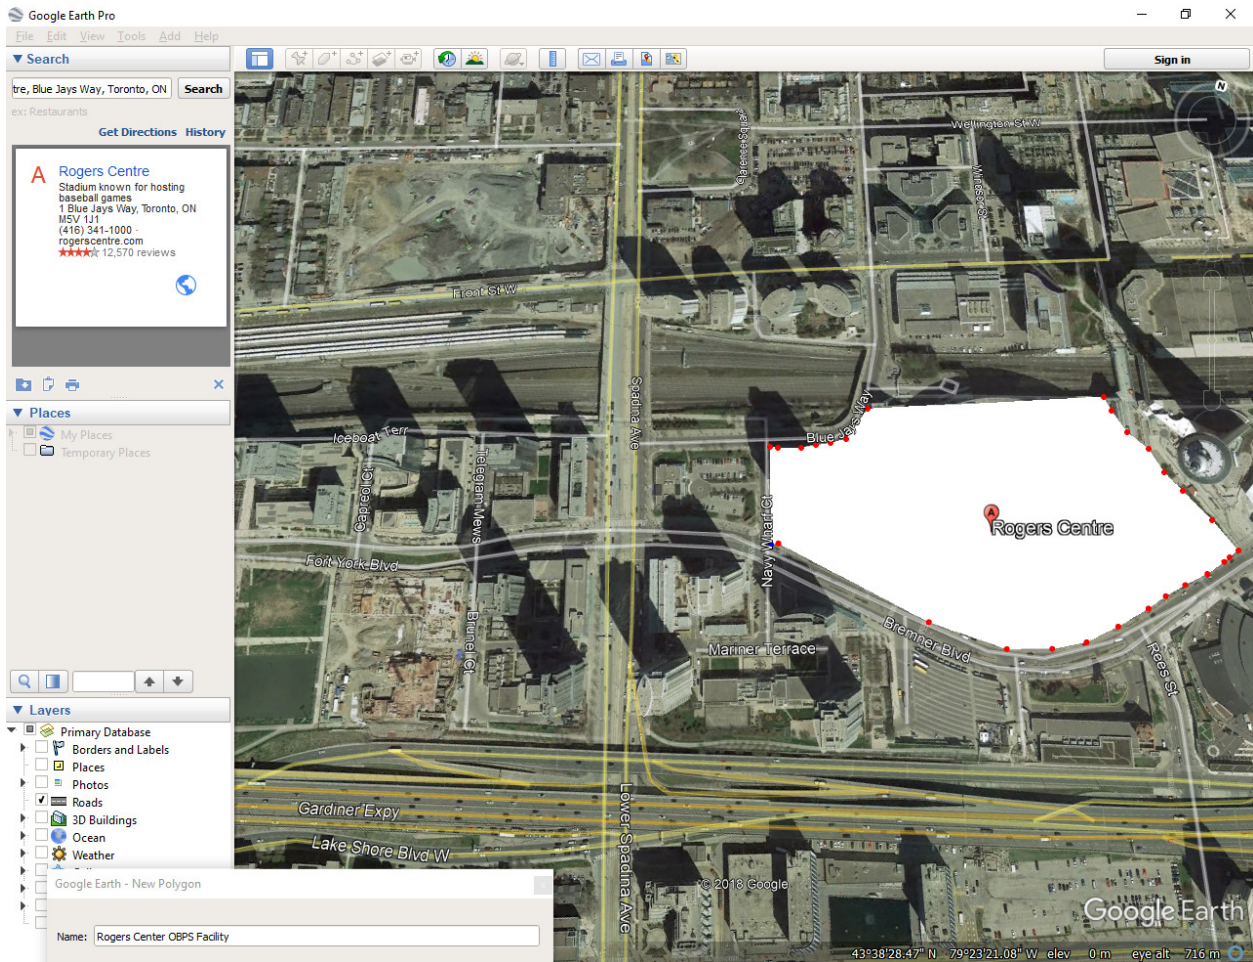 Google Earth Pro
File Edit View Tools Add Help
Search
Sign in
tre, Blue Jays Way, Toronto, ON
Search
ex: Restaurants
Get Directions History
A
Rogers Centre
Stadium known for hosting
baseball games
1 Blue Jays Way, Toronto, ON
M5V 1J1
(416) 341-1000 ·
rogerscentre.com
12,570 reviews
Places
My Places
Temporary Places
Layers
Primary Database
Borders and Labels
Places
Photos
Roads
3D Buildings
Ocean
Weather
Google Earth - New Polygon
Name: Rogers Center OBPS Facility
N
Wellington St W
Clarence Square
Windsor St
Front St W
Spadina Ave
Blue Jays Way
Iceboat Terr
Capreol Ct
Telegram Mews
Navy Wharf Ct
A
Rogers Centre
Fort York Blvd
Brunel Ct
Mariner Terrace
Bremner Blvd
Rees St
Gardiner Expy
Lake Shore Blvd W
Lower Spadina Ave
© 2018 Google
Google Earth
43°38'28.47" N 79°23'21.08" W elev 0 m eye alt 716 m